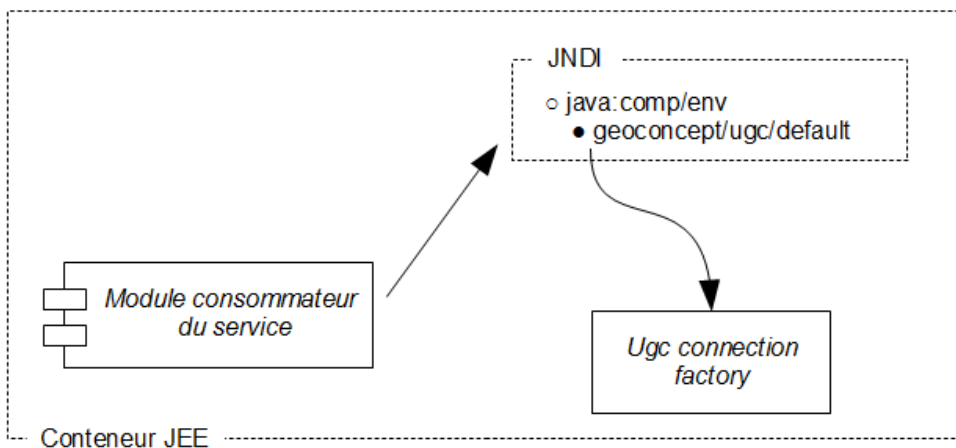 JNDI
○ java:comp/env
● geoconcept/ugc/default
Module consommateur
du service
Ugc connection
factory
Conteneur JEE